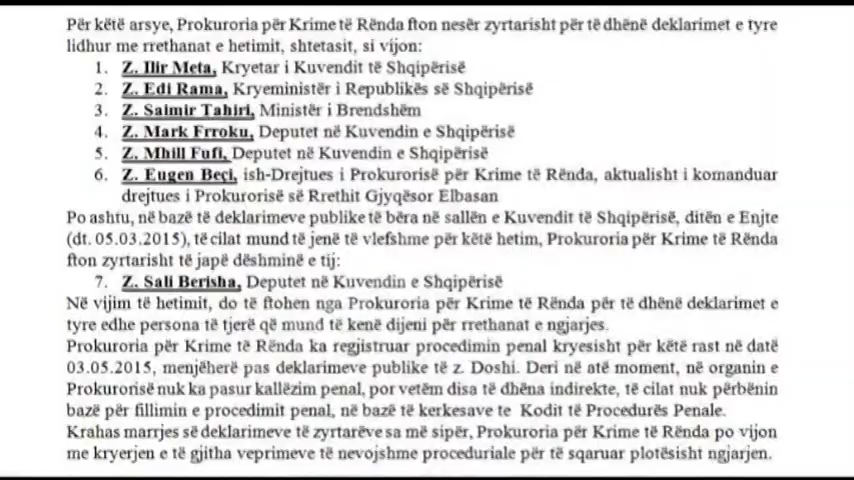 Për këtë arsye, Prokuroria për Krime të Rënda fton nesër zyrtarisht për të dhënë deklarimet e tyre
lidhur me rrethanat e hetimit, shtetasit, si vijon:
1. Z. Ilir Meta, Kryetar i Kuvendit të Shqipërisë
2. Z. Edi Rama, Kryeministër i Republikës së Shqipërisë
3. Z. Saimir Tahiri, Ministër i Brendshëm
4. Z. Mark Frroku, Deputet në Kuvendin e Shqipërisë
5. Z. Mhill Fufi, Deputet në Kuvendin e Shqipërisë
6. Z. Eugen Beçi, ish-Drejtues i Prokurorisë për Krime të Rënda, aktualisht i komanduar
drejtues i Prokurorisë së Rrethit Gjyqësor Elbasan
Po ashtu, në bazë të deklarimeve publike të bëra në sallën e Kuvendit të Shqipërisë, ditën e Enjte
(dt. 05.03.2015), të cilat mund të jenë të vlefshme për këtë hetim, Prokuroria për Krime të Rënda
fton zyrtarisht të japë dëshminë e tij:
7. Z. Sali Berisha, Deputet në Kuvendin e Shqipërisë
Në vijim të hetimit, do të ftohen nga Prokuroria për Krime të Rënda për të dhënë deklarimet e
tyre edhe persona të tjerë që mund të kenë dijeni për rrethanat e ngjarjes.
Prokuroria për Krime të Rënda ka regjistruar procedimin penal kryesisht për këtë rast në datë
03.05.2015, menjëherë pas deklarimeve publike të z. Doshi. Deri në atë moment, në organin e
Prokurorisë nuk ka pasur kallëzim penal, por vetëm disa të dhëna indirekte, të cilat nuk përbënin
bazë për fillimin e procedimit penal, në bazë të kerkesave te Kodit të Procedurës Penale.
Krahas marrjes së deklarimeve të zyrtarëve sa më sipër, Prokuroria për Krime të Rënda po vijon
me kryerjen e të gjitha veprimeve të nevojshme proceduriale për të sqaruar plotësisht ngjarjen.